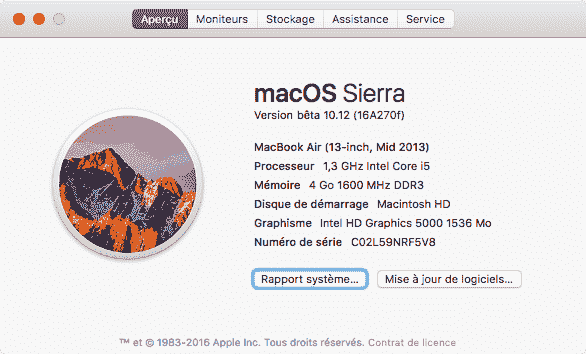 Aperçu Moniteurs Stockage Assistance Service
macOS Sierra
Version bêta 10.12 (16A270f)
MacBook Air (13-inch, Mid 2013)
Processeur 1,3 GHz Intel Core i5
Mémoire 4 Go 1600 MHz DDR3
Disque de démarrage Macintosh HD
Graphisme Intel HD Graphics 5000 1536 Mo
Numéro de série C02L59NRF5V8
Rapport système... Mise à jour de logiciels...
™ et © 1983-2016 Apple Inc. Tous droits réservés. Contrat de licence